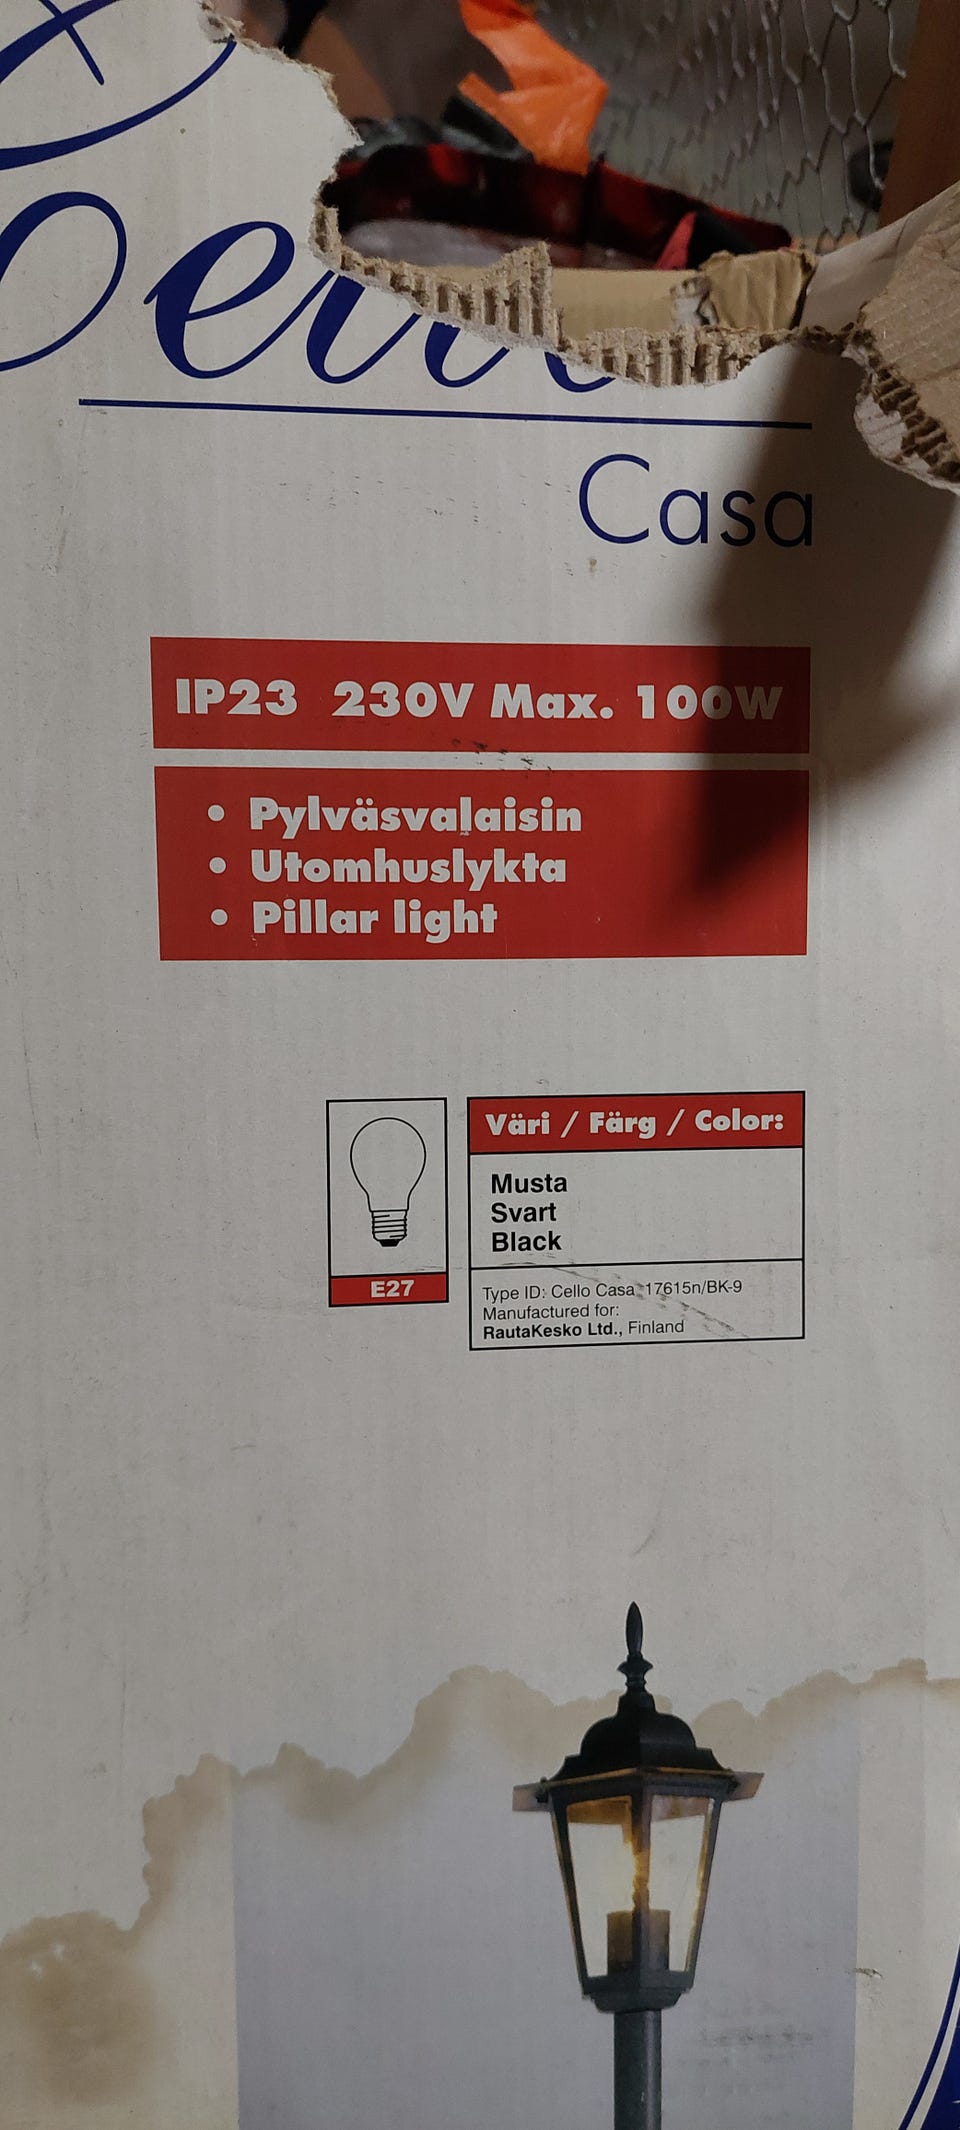 Casa
IP23 230V Max. 100W
• Pylväsvalaisin
• Utomhuslykta
• Pillar light
E27
Väri / Färg / Color:
Musta
Svart
Black
Type ID: Cello Casa 17615n/BK-9
Manufactured for:
RautaKesko Ltd., Finland